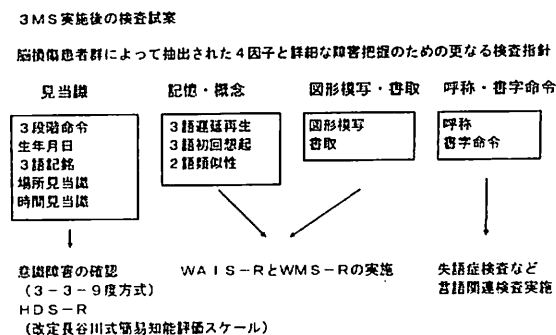 3MS実施後の検査試案
脳損傷患者群によって抽出された4因子と詳細な障害把握のための更なる検査指針
見当識
記憶・概念
図形模写・書取
呼称・書字命令
3段階命令
生年月日
3語記銘
場所見当識
時間見当識
3語遅延再生
3語初回想起
2語類似性
図形模写
書取
呼称
書字命令
意識障害の確認
(3-3-9度方式)
HDS-R
(改定長谷川式簡易知能評価スケール)
WAIS-RとWMS-Rの実施
失語症検査など
言語関連検査実施